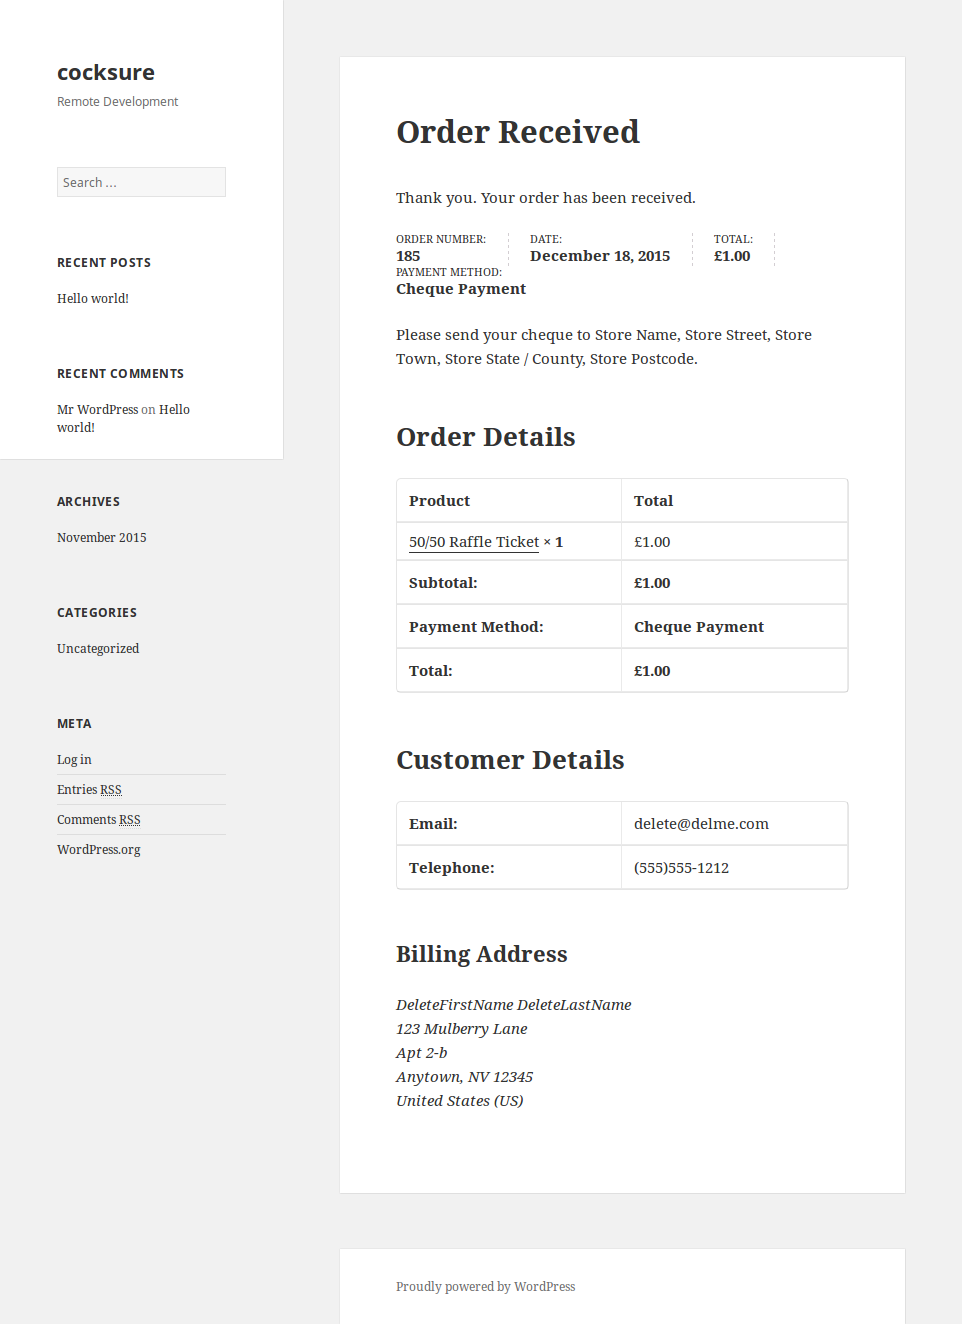 cocksure
Remote Development
Search ...
RECENT POSTS
Hello world!
RECENT COMMENTS
Mr WordPress on Hello
world!
ARCHIVES
November 2015
CATEGORIES
Uncategorized
META
Log in
Entries RSS
Comments RSS
WordPress.org
Order Received
Thank you. Your order has been received.
ORDER NUMBER: DATE: TOTAL:
185 December 18, 2015 £1.00
PAYMENT METHOD:
Cheque Payment
Please send your cheque to Store Name, Store Street, Store
Town, Store State / County, Store Postcode.
Order Details
Product Total
50/50 Raffle Ticket × 1 £1.00
Subtotal: £1.00
Payment Method: Cheque Payment
Total: £1.00
Customer Details
Email: delete@delme.com
Telephone: (555)555-1212
Billing Address
DeleteFirstName DeleteLastName
123 Mulberry Lane
Apt 2-b
Anytown, NV 12345
United States (US)
Proudly powered by WordPress